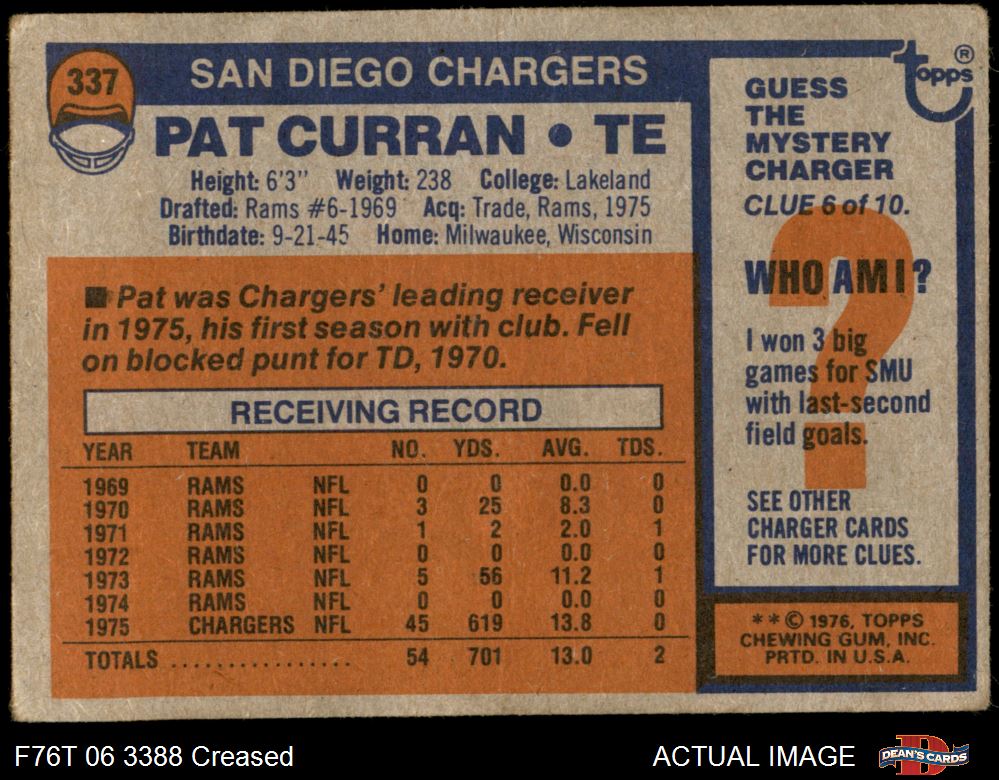 337
SAN DIEGO CHARGERS
PAT CURRAN • TE
Height: 6'3" Weight: 238 College: Lakeland
Drafted: Rams #6-1969 Acq: Trade, Rams, 1975
Birthdate: 9-21-45 Home: Milwaukee, Wisconsin
■ Pat was Chargers' leading receiver
in 1975, his first season with club. Fell
on blocked punt for TD, 1970.
RECEIVING RECORD
YEAR TEAM NO. YDS. AVG. TDS.
1969 RAMS NFL 0 0 0.0 0
1970 RAMS NFL 3 25 8.3 0
1971 RAMS NFL 1 2 2.0 1
1972 RAMS NFL 0 0 0.0 0
1973 RAMS NFL 5 56 11.2 1
1974 RAMS NFL 0 0 0.0 0
1975 CHARGERS NFL 45 619 13.8 0
TOTALS ................. 54 701 13.0 2
Topps ®
GUESS
THE
MYSTERY
CHARGER
CLUE 6 of 10.
?
WHO AM I?
I won 3 big
games for SMU
with last-second
field goals.
SEE OTHER
CHARGER CARDS
FOR MORE CLUES.
* * © 1976, TOPPS
CHEWING GUM, INC.
PRTD. IN U.S.A.
F76T 06 3388 Creased
ACTUAL IMAGE
DEAN'S CARDS